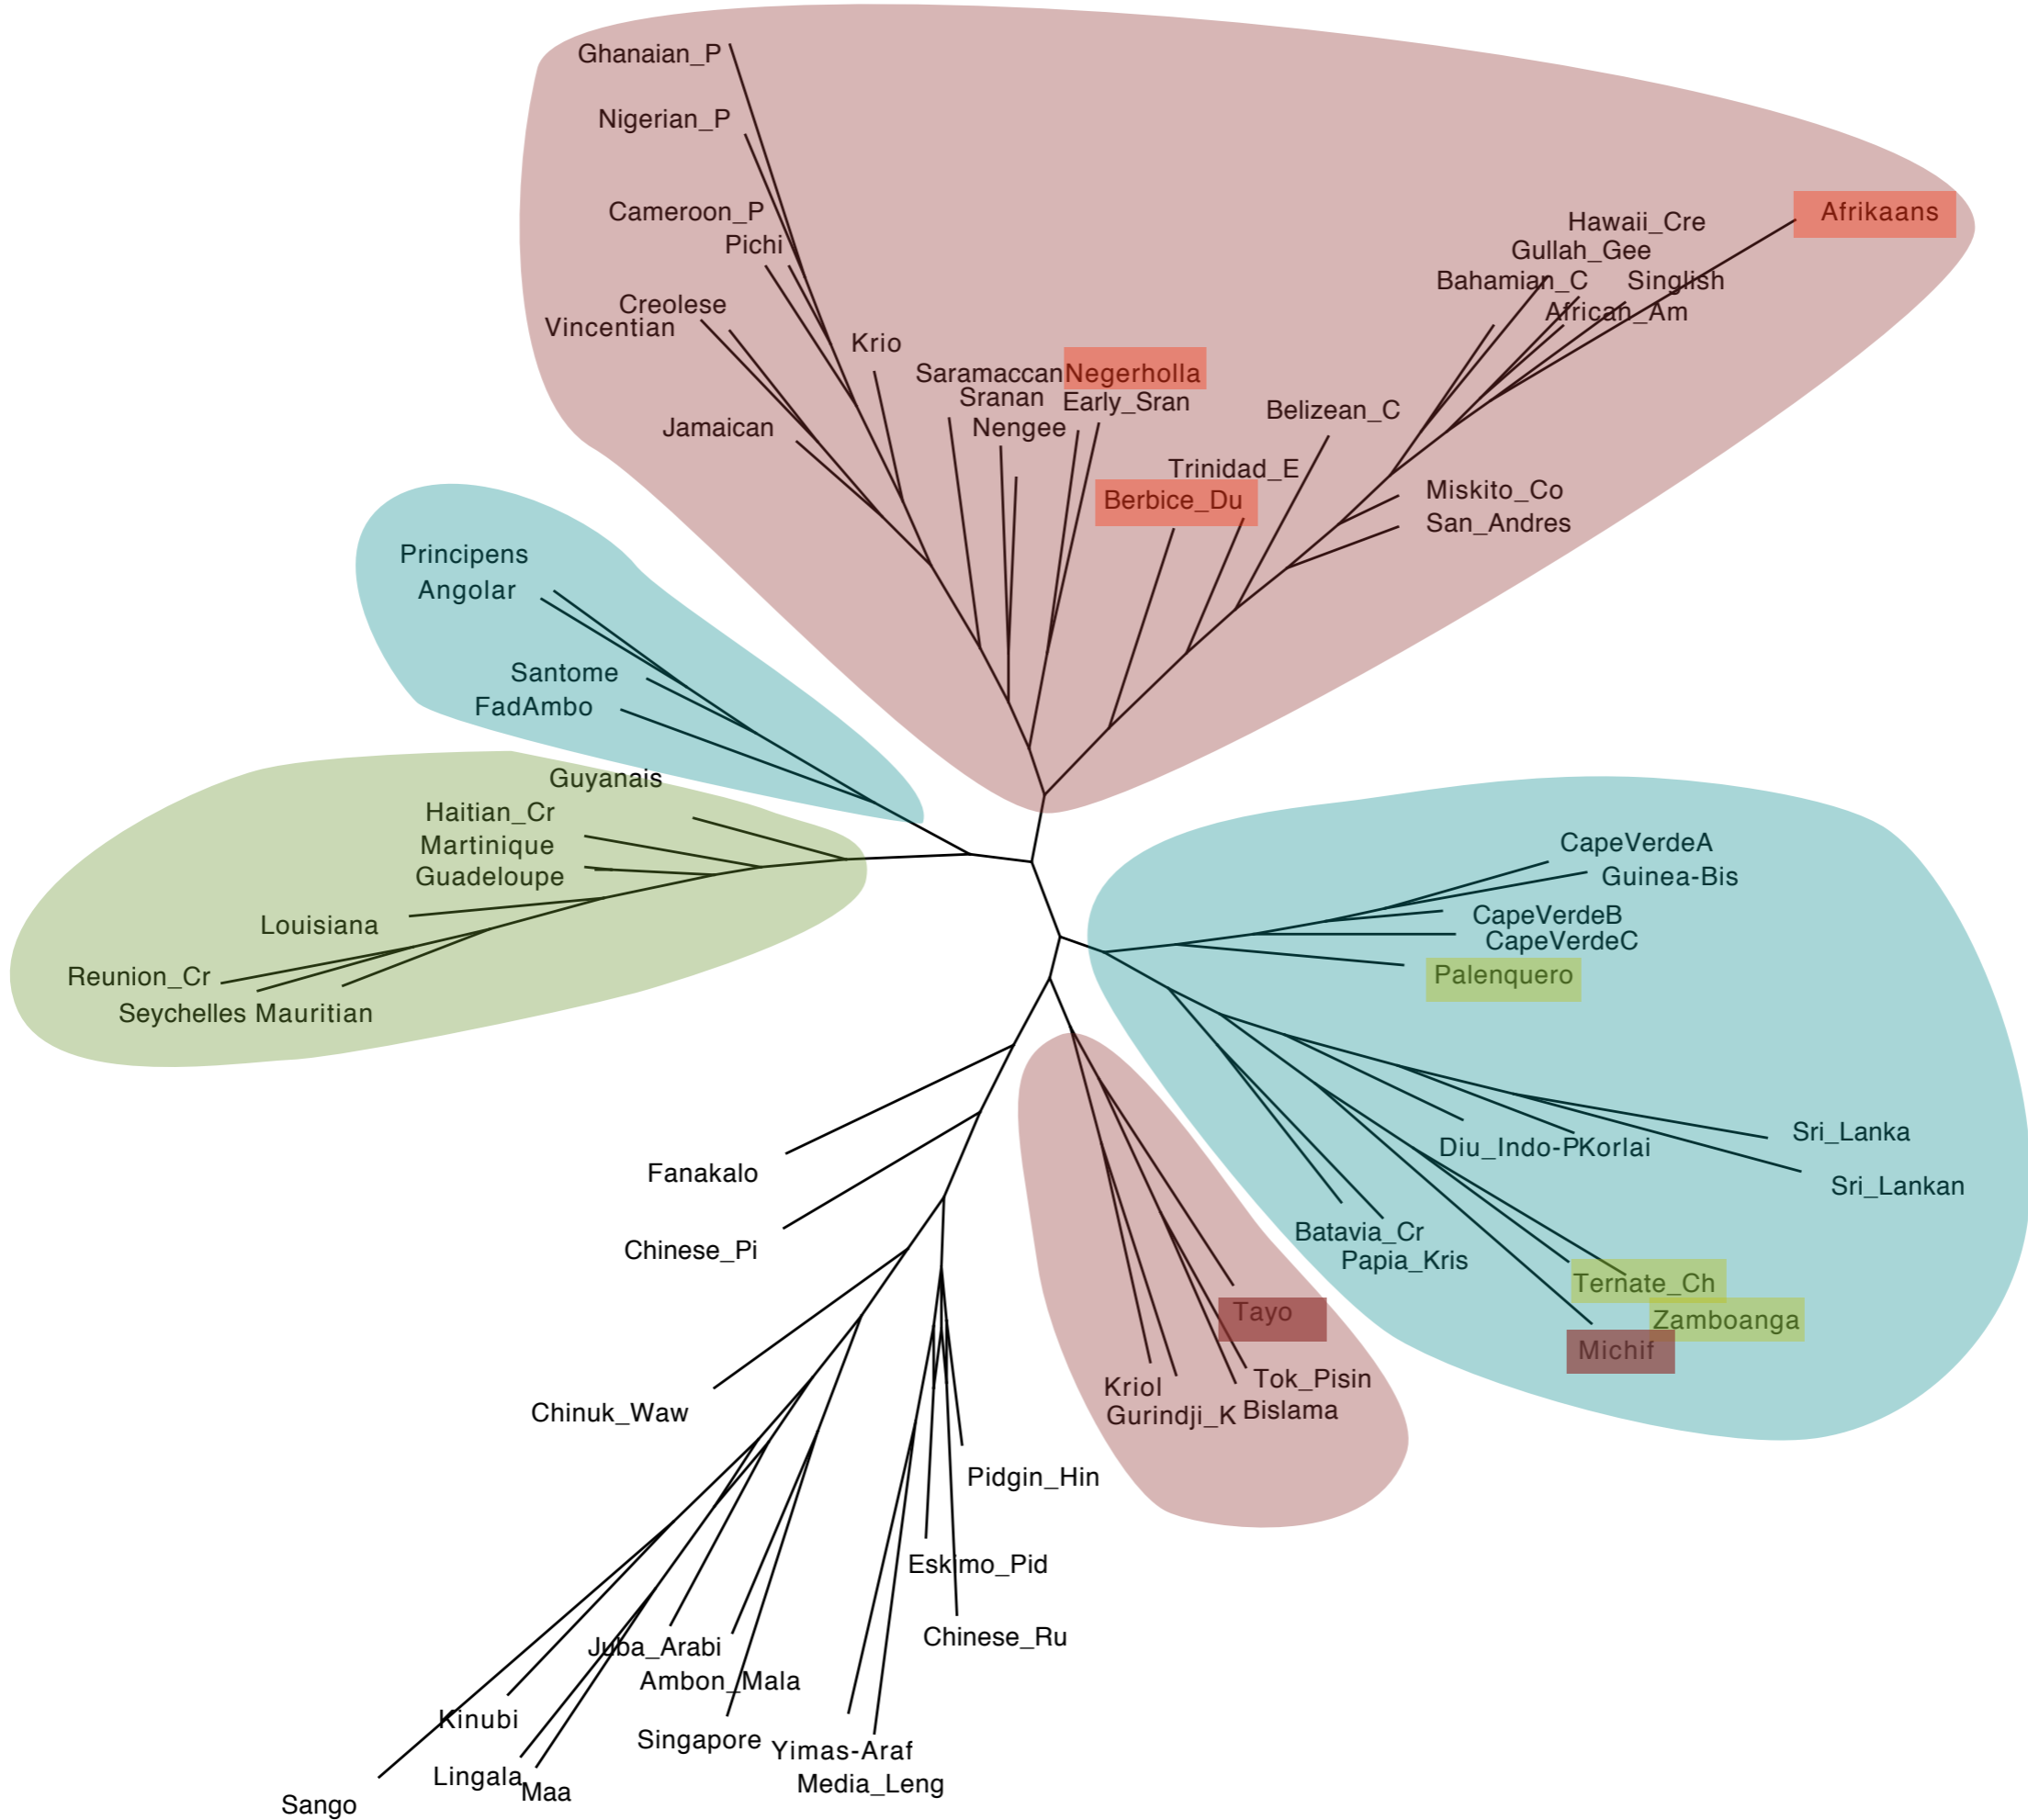 Ghanaian_P
Nigerian_P
Cameroon_P
Pichi
Creolese
Vincentian
Jamaican
Krio
Saramaccan
Negerholla
Sranan
Early_Sran
Nengee
Trinidad_E
Berbice_Du
Belizean_C
Hawaii_Cre
Afrikaans
Gullah_Gee
Bahamian_C
Singlish
African_Am
Miskito_Co
San_Andres
Principens
Angolar
Santome
FadAmbo
Guyanais
Haitian_Cr
Martinique
Guadeloupe
Louisiana
Reunion_Cr
Seychelles
Mauritian
CapeVerdeA
Guinea-Bis
CapeVerdeB
CapeVerdeC
Palenquero
Sri_Lanka
Diu_Indo-P
Korlai
Sri_Lankan
Batavia_Cr
Papia_Kris
Ternate_Ch
Zamboanga
Michif
Tayo
Tok_Pisin
Kriol
Bislama
Gurindji_K
Fanakalo
Chinese_Pi
Chinuk_Waw
Pidgin_Hin
Eskimo_Pid
Chinese_Ru
Juba_Arabi
Ambon_Mala
Kinubi
Singapore
Yimas-Araf
Media_Leng
Lingala
Maa
Sango